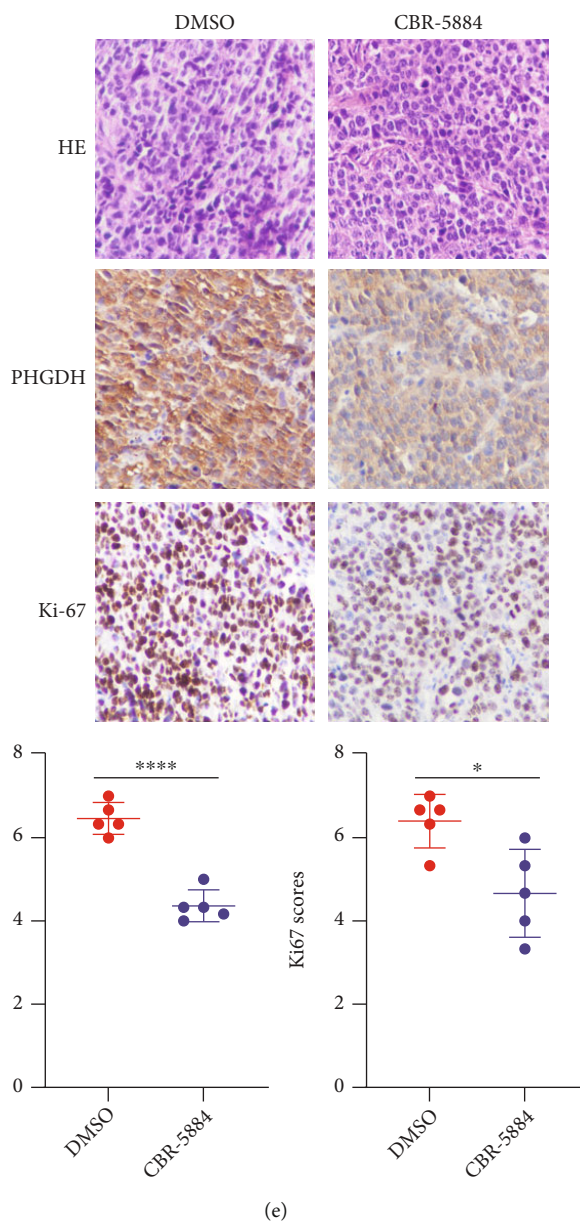 DMSO CBR-5884
HE
PHGDH
Ki-67
8
6
4
2
0
****
DMSO
CBR-5884
Ki67 scores
8
6
4
2
0
*
DMSO
CBR-5884
(e)